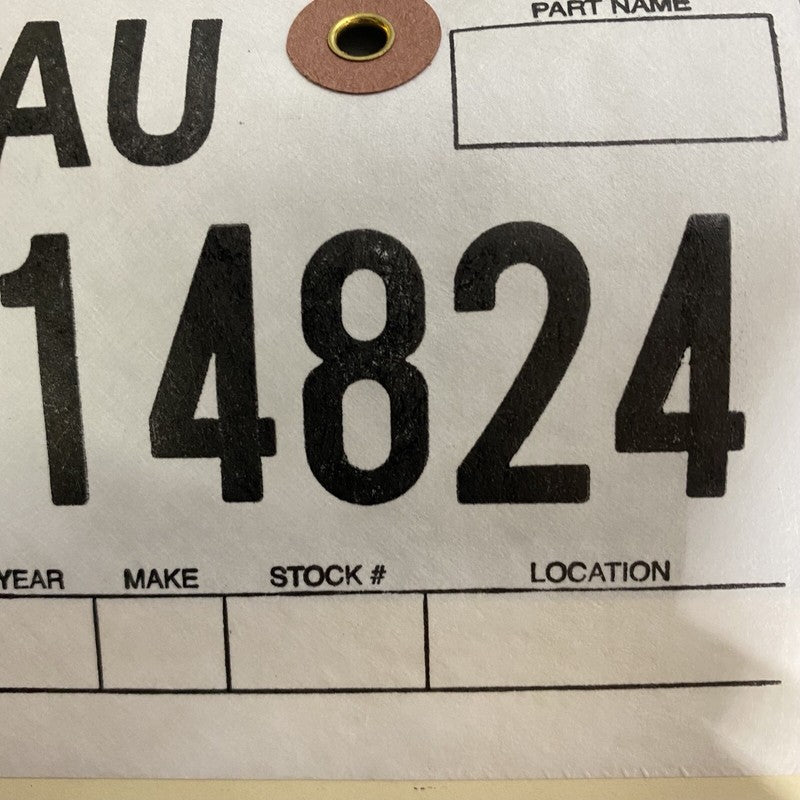 PART NAME
AU
14824
YEAR MAKE STOCK # LOCATION